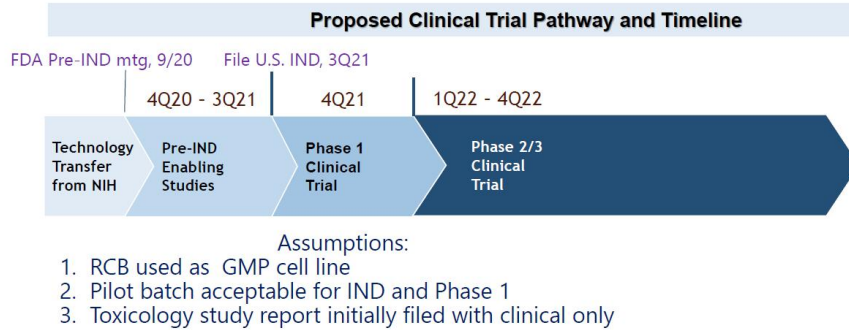 Proposed Clinical Trial Pathway and Timeline
FDA Pre-IND mtg, 9/20 File U.S. IND, 3Q21
4Q20 - 3Q21 4Q21 1Q22 - 4Q22
Technology
Transfer
from NIH
Pre-IND
Enabling
Studies
Phase 1
Clinical
Trial
Phase 2/3
Clinical
Trial
Assumptions:
1. RCB used as GMP cell line
2. Pilot batch acceptable for IND and Phase 1
3. Toxicology study report initially filed with clinical only